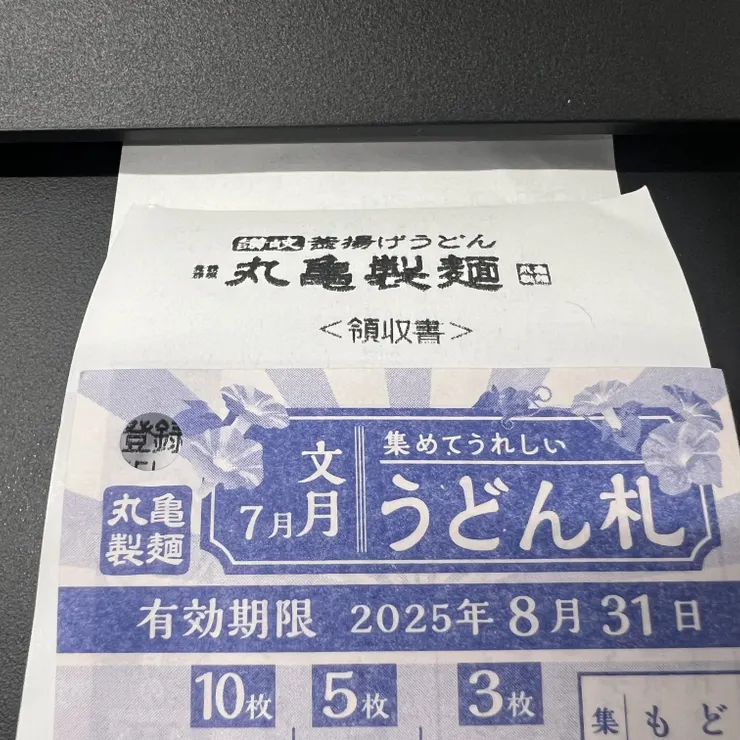 讃岐 釜揚げうどん
丸亀製麺
<領収書>
登録
丸亀
製麺
文月
7月
集めてうれしい
うどん札
有効期限 2025年8月31日
10枚 5枚 3枚
集 も ど